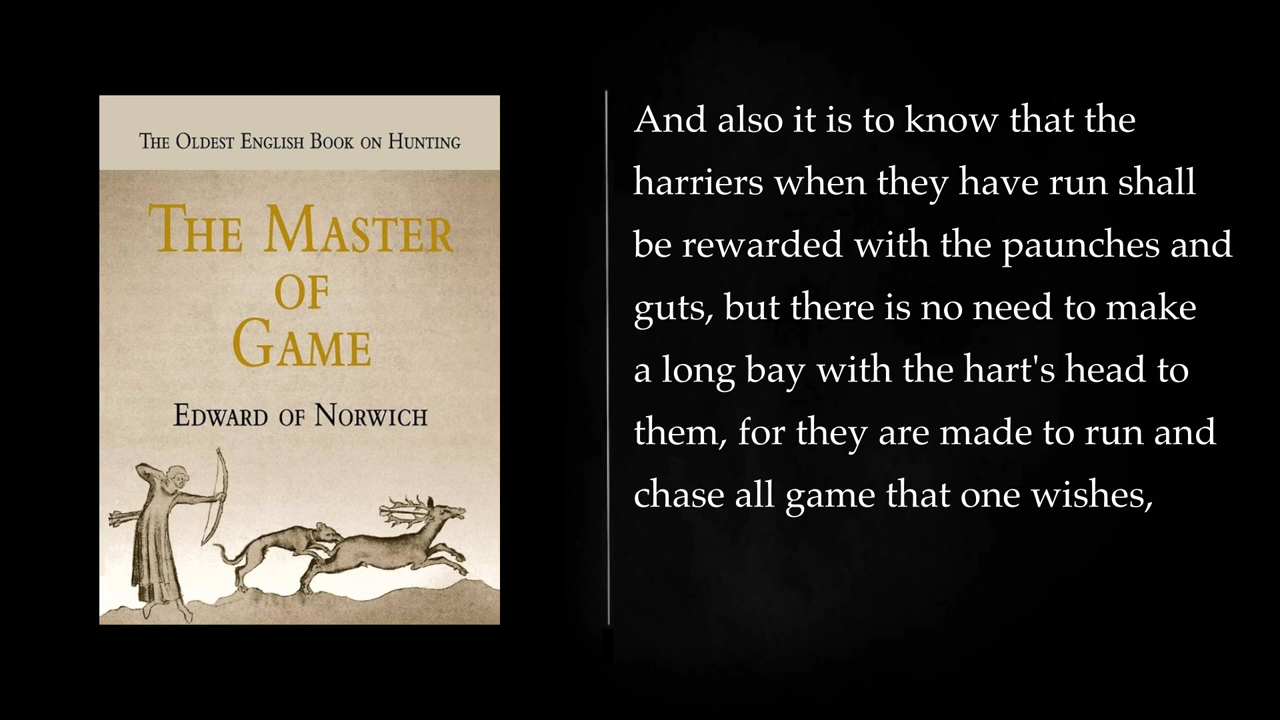 The Oldest English Book on Hunting
The Master
of
Game
Edward of Norwich
And also it is to know that the
harriers when they have run shall
be rewarded with the paunches and
guts, but there is no need to make
a long bay with the hart's head to
them, for they are made to run and
chase all game that one wishes,